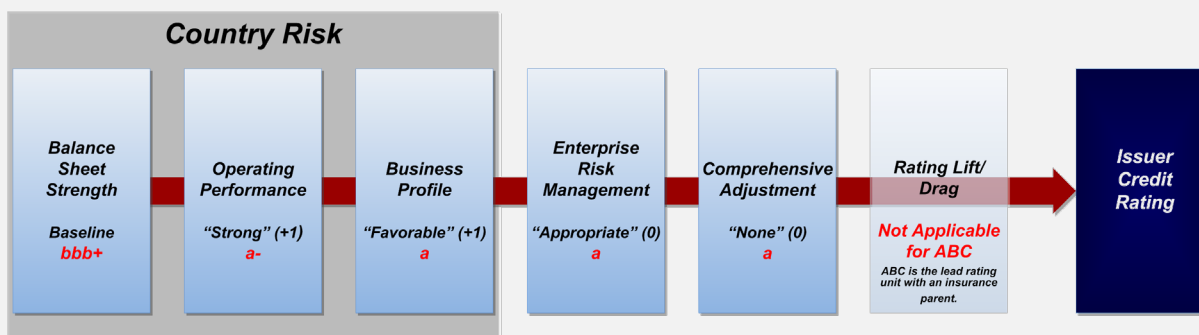 Country Risk
Balance
Sheet
Strength
Baseline
bbb+
Operating
Performance
“Strong” (+1)
a-
Business
Profile
“Favorable” (+1)
a
Enterprise
Risk
Management
“Appropriate” (0)
a
Comprehensive
Adjustment
“None” (0)
a
Rating Lift/
Drag
Not Applicable
for ABC
ABC is the lead rating
unit with an insurance
parent.
Issuer
Credit
Rating